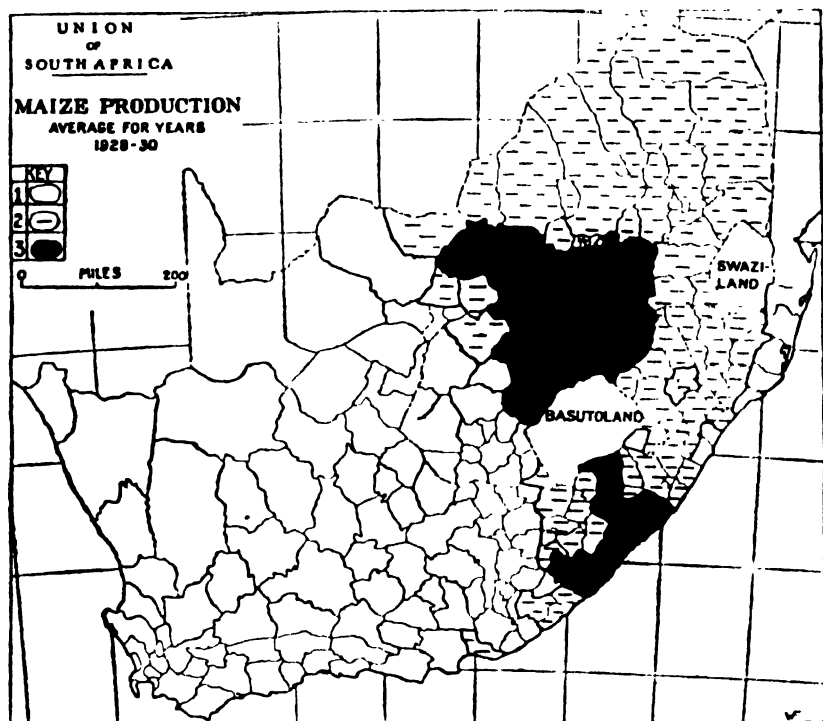 UNION
OF
SOUTH AFRICA
MAIZE PRODUCTION
AVERAGE FOR YEARS
1928-30
KEY
1
2
3
0 MILES 200
SWAZI-
LAND
BASUTOLAND